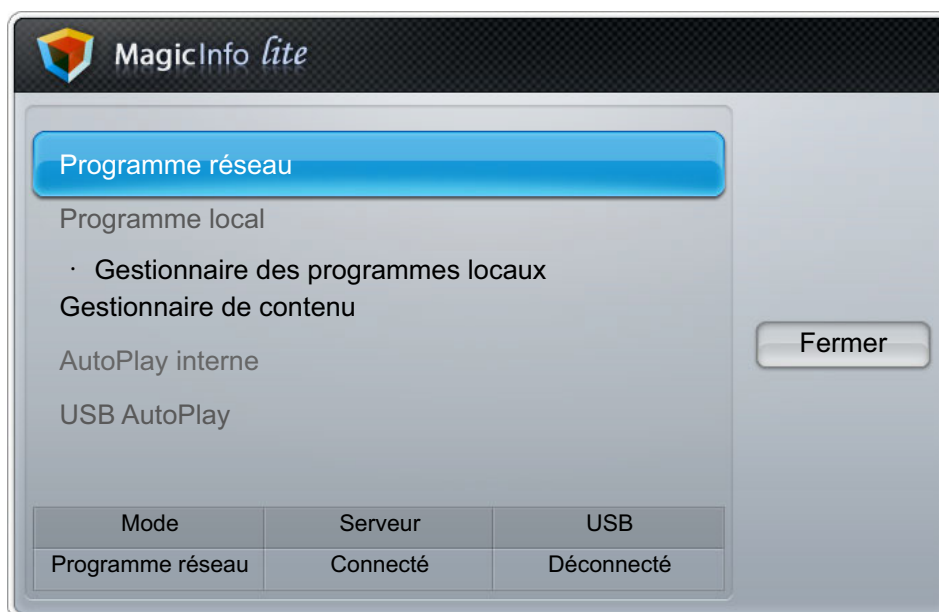 MagicInfo lite
Programme réseau
Programme local
· Gestionnaire des programmes locaux
Gestionnaire de contenu
Fermer
AutoPlay interne
USB AutoPlay
Mode Serveur USB
Programme réseau Connecté Déconnecté